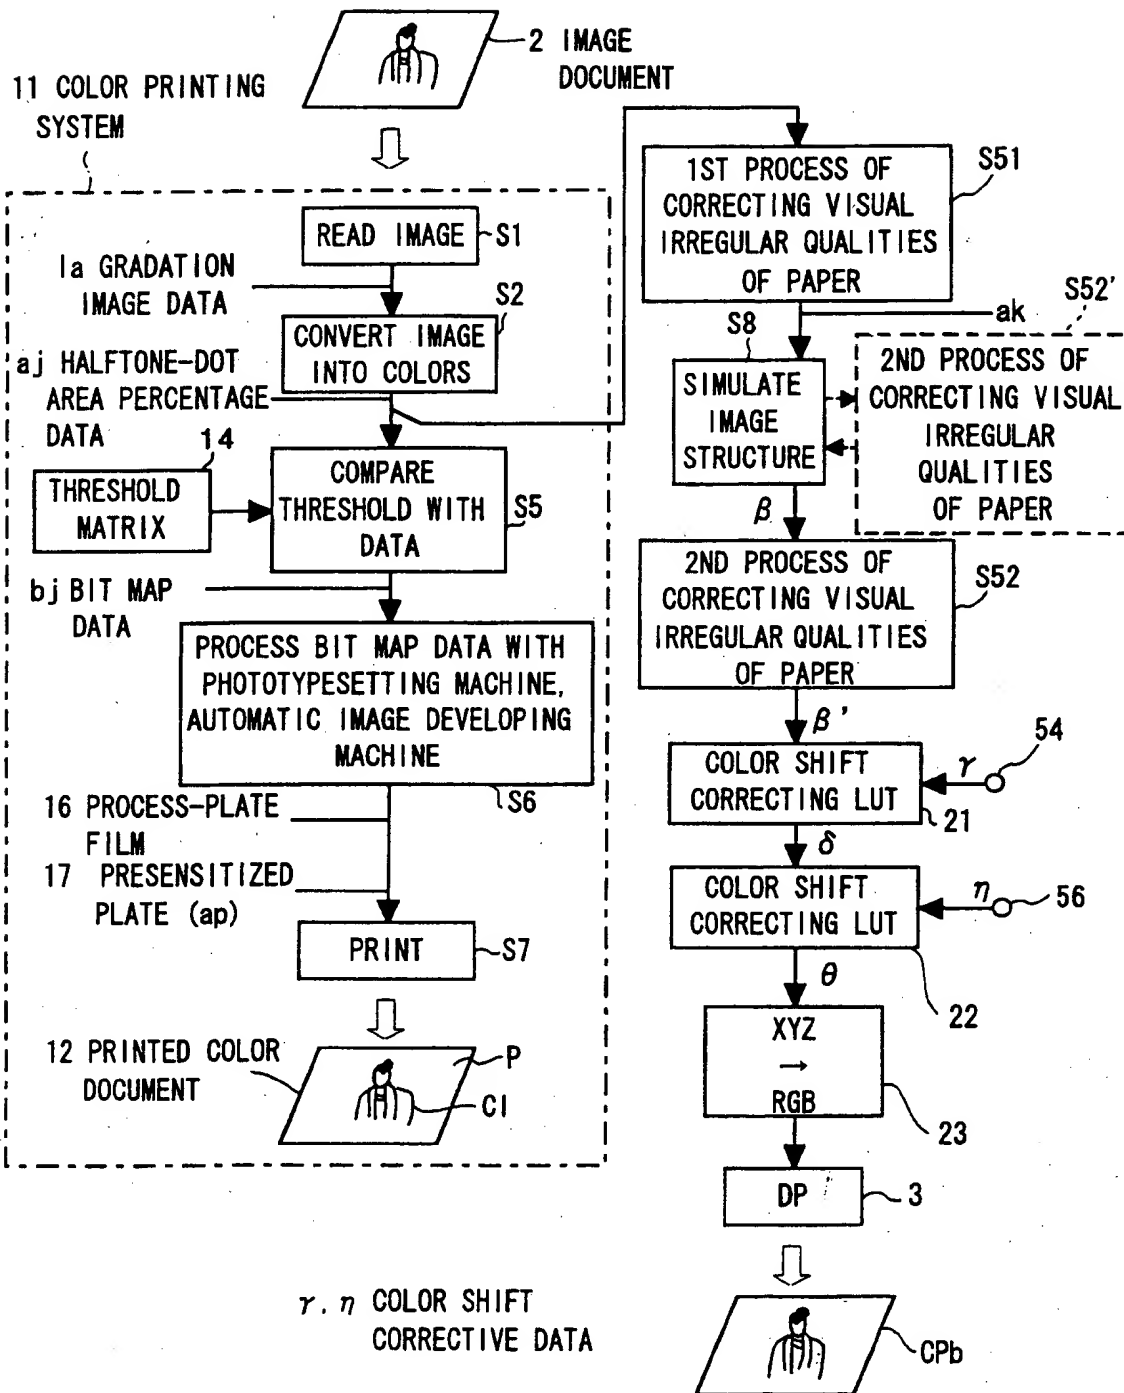 2 IMAGE
DOCUMENT
11 COLOR PRINTING
SYSTEM
READ IMAGE
S1
Ia GRADATION
IMAGE DATA
S2
CONVERT IMAGE
INTO COLORS
aj HALFTONE-DOT
AREA PERCENTAGE
DATA
14
THRESHOLD
MATRIX
COMPARE
THRESHOLD WITH
DATA
S5
bj BIT MAP
DATA
PROCESS BIT MAP DATA WITH
PHOTOTYPESETTING MACHINE,
AUTOMATIC IMAGE DEVELOPING
MACHINE
S6
16 PROCESS-PLATE
FILM
17 PRESENSITIZED
PLATE (ap)
PRINT
S7
12 PRINTED COLOR
DOCUMENT
P
CI
1ST PROCESS OF
CORRECTING VISUAL
IRREGULAR QUALITIES
OF PAPER
S51
ak
S8
SIMULATE
IMAGE
STRUCTURE
S52'
2ND PROCESS OF
CORRECTING VISUAL
IRREGULAR
QUALITIES
OF PAPER
β
2ND PROCESS OF
CORRECTING VISUAL
IRREGULAR QUALITIES
OF PAPER
S52
β'
COLOR SHIFT
CORRECTING LUT
γ
54
21
δ
COLOR SHIFT
CORRECTING LUT
η
56
22
θ
XYZ
→
RGB
23
DP
3
CPb
γ, η COLOR SHIFT
CORRECTIVE DATA